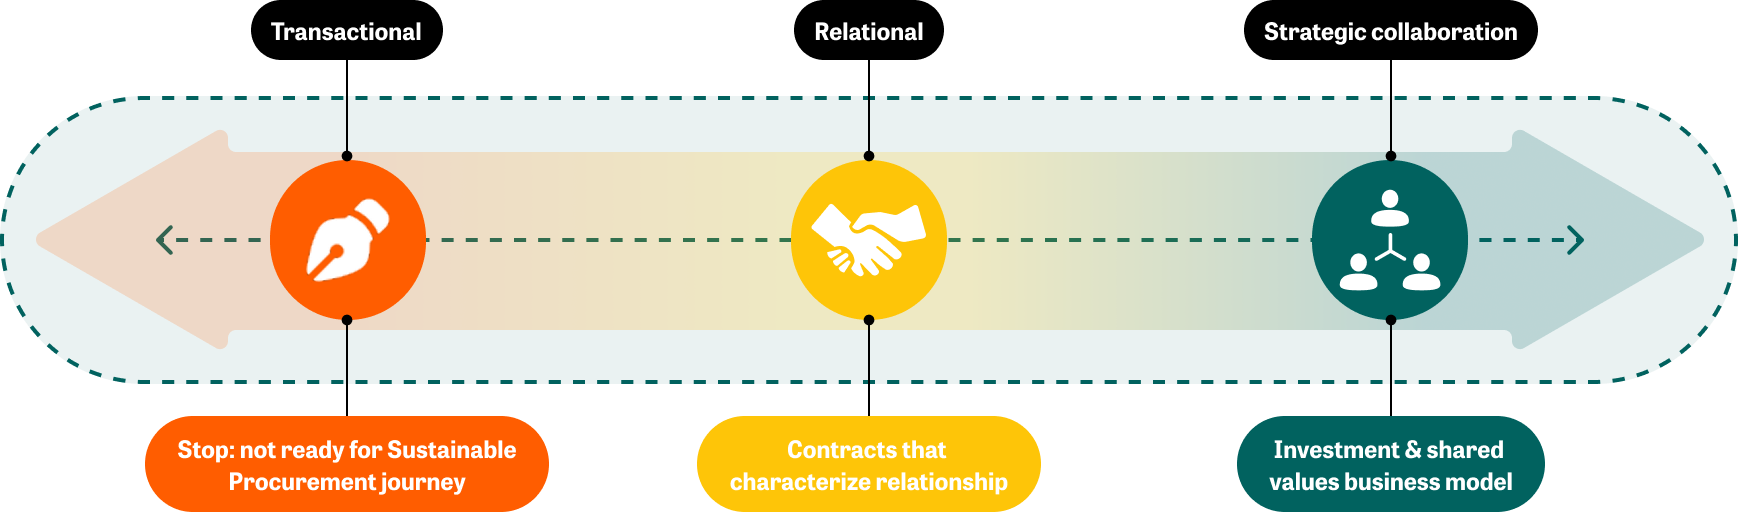 Transactional
Relational
Strategic collaboration
Stop: not ready for Sustainable
Procurement journey
Contracts that
characterize relationship
Investment & shared
values business model